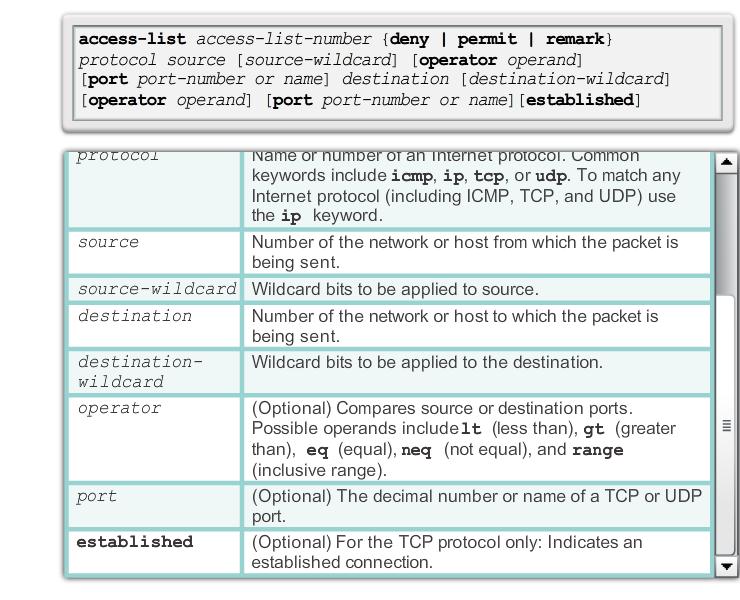 access-list access-list-number {deny | permit | remark}
protocol source [source-wildcard] [operator operand]
[port port-number or name] destination [destination-wildcard]
[operator operand] [port port-number or name][established]
protocol
Name or number of an Internet protocol. Common
keywords include icmp, ip, tcp, or udp. To match any
Internet protocol (including ICMP, TCP, and UDP) use
the ip keyword.
source
Number of the network or host from which the packet is
being sent.
source-wildcard
Wildcard bits to be applied to source.
destination
Number of the network or host to which the packet is
being sent.
destination-
wildcard
Wildcard bits to be applied to the destination.
operator
(Optional) Compares source or destination ports.
Possible operands include lt (less than), gt (greater
than), eq (equal), neq (not equal), and range
(inclusive range).
port
(Optional) The decimal number or name of a TCP or UDP
port.
established
(Optional) For the TCP protocol only: Indicates an
established connection.